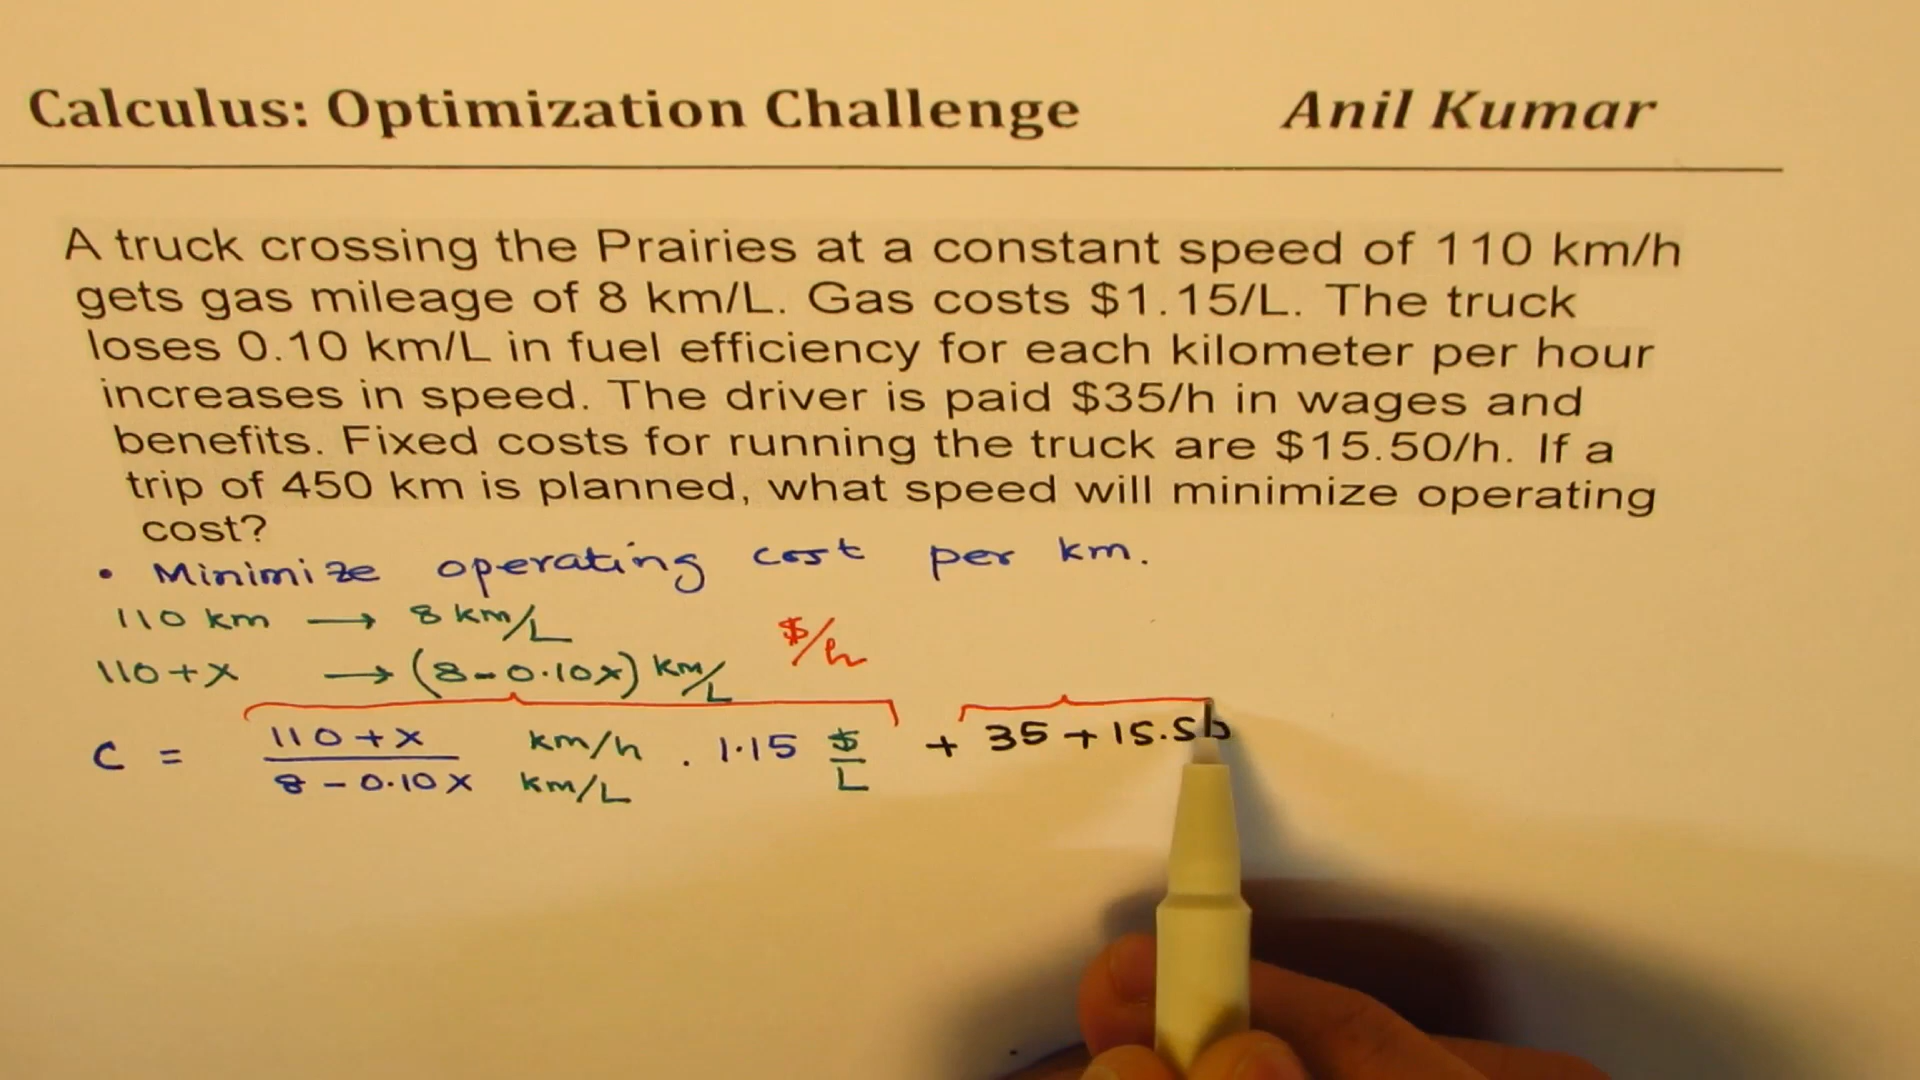 Calculus: Optimization Challenge Anil Kumar
A truck crossing the Prairies at a constant speed of 110 km/h
gets gas mileage of 8 km/L. Gas costs $1.15/L. The truck
loses 0.10 km/L in fuel efficiency for each kilometer per hour
increases in speed. The driver is paid $35/h in wages and
benefits. Fixed costs for running the truck are $15.50/h. If a
trip of 450 km is planned, what speed will minimize operating
cost?
• Minimize operating cost per km.
110 km → 8 km/L
$/h
110+x → (8-0.10x) km/L
C = (110+x)/(8-0.10x) (km/h)/(km/L) . 1.15 $/L + 35 + 15.50